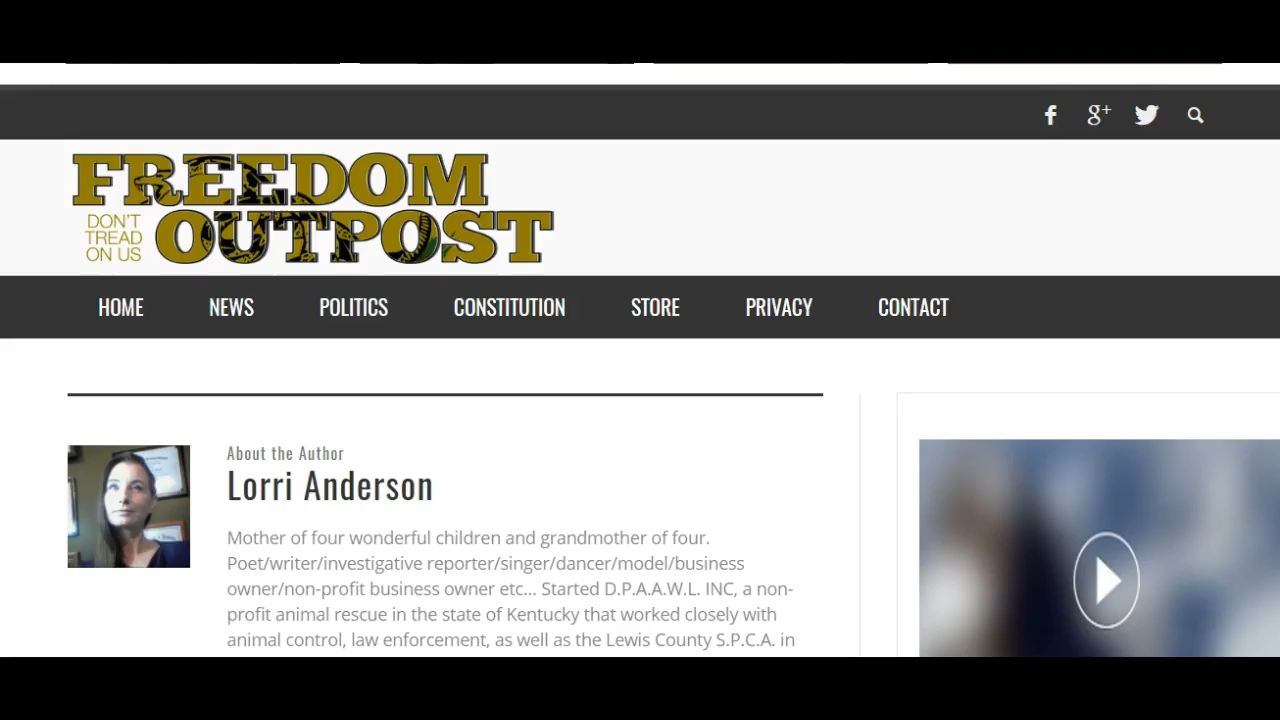 FREEDOM
DON'T
TREAD
ON US
OUTPOST
HOME NEWS POLITICS CONSTITUTION STORE PRIVACY CONTACT
About the Author
Lorri Anderson
Mother of four wonderful children and grandmother of four.
Poet/writer/investigative reporter/singer/dancer/model/business
owner/non-profit business owner etc... Started D.P.A.A.W.L. INC, a non-
profit animal rescue in the state of Kentucky that worked closely with
animal control, law enforcement, as well as the Lewis County S.P.C.A. in